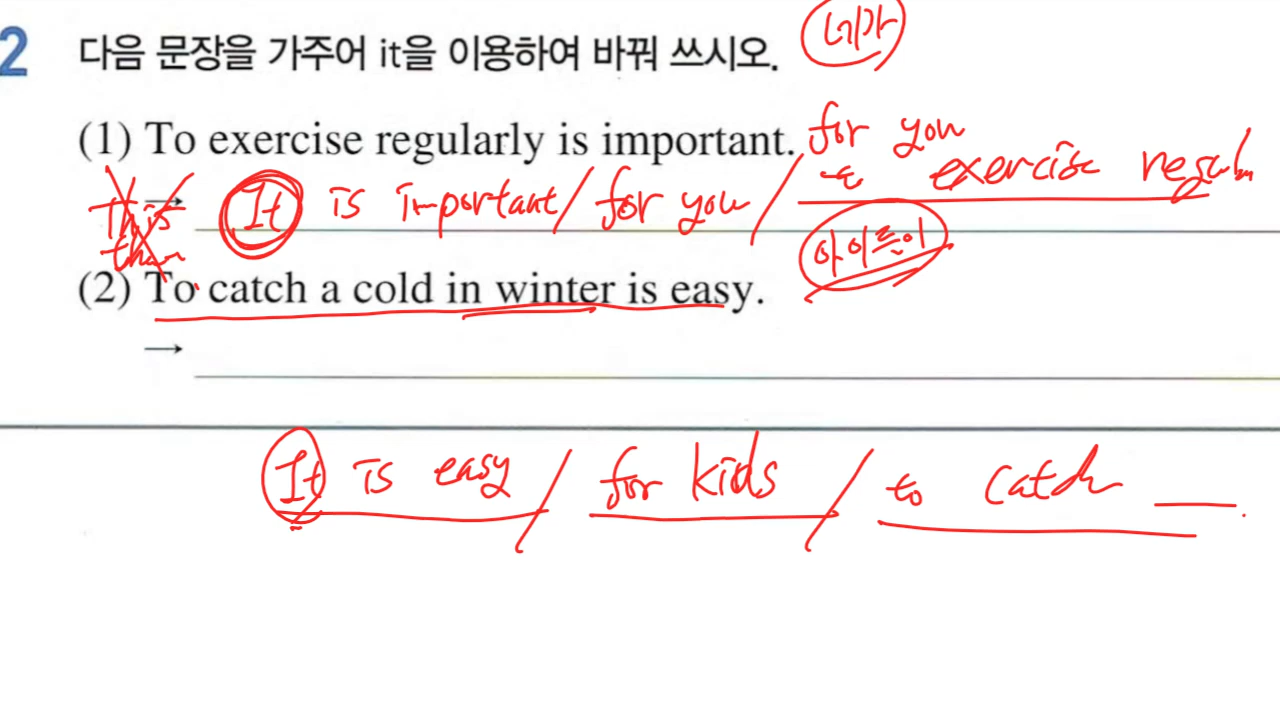 2 다음 문장을 가주어 it을 이용하여 바꿔 쓰시오. 네가
(1) To exercise regularly is important. for you
to exercise regular
this → It is important / for you /
than
아이들이
(2) To catch a cold in winter is easy.
→
It is easy / for kids / to catch ____.